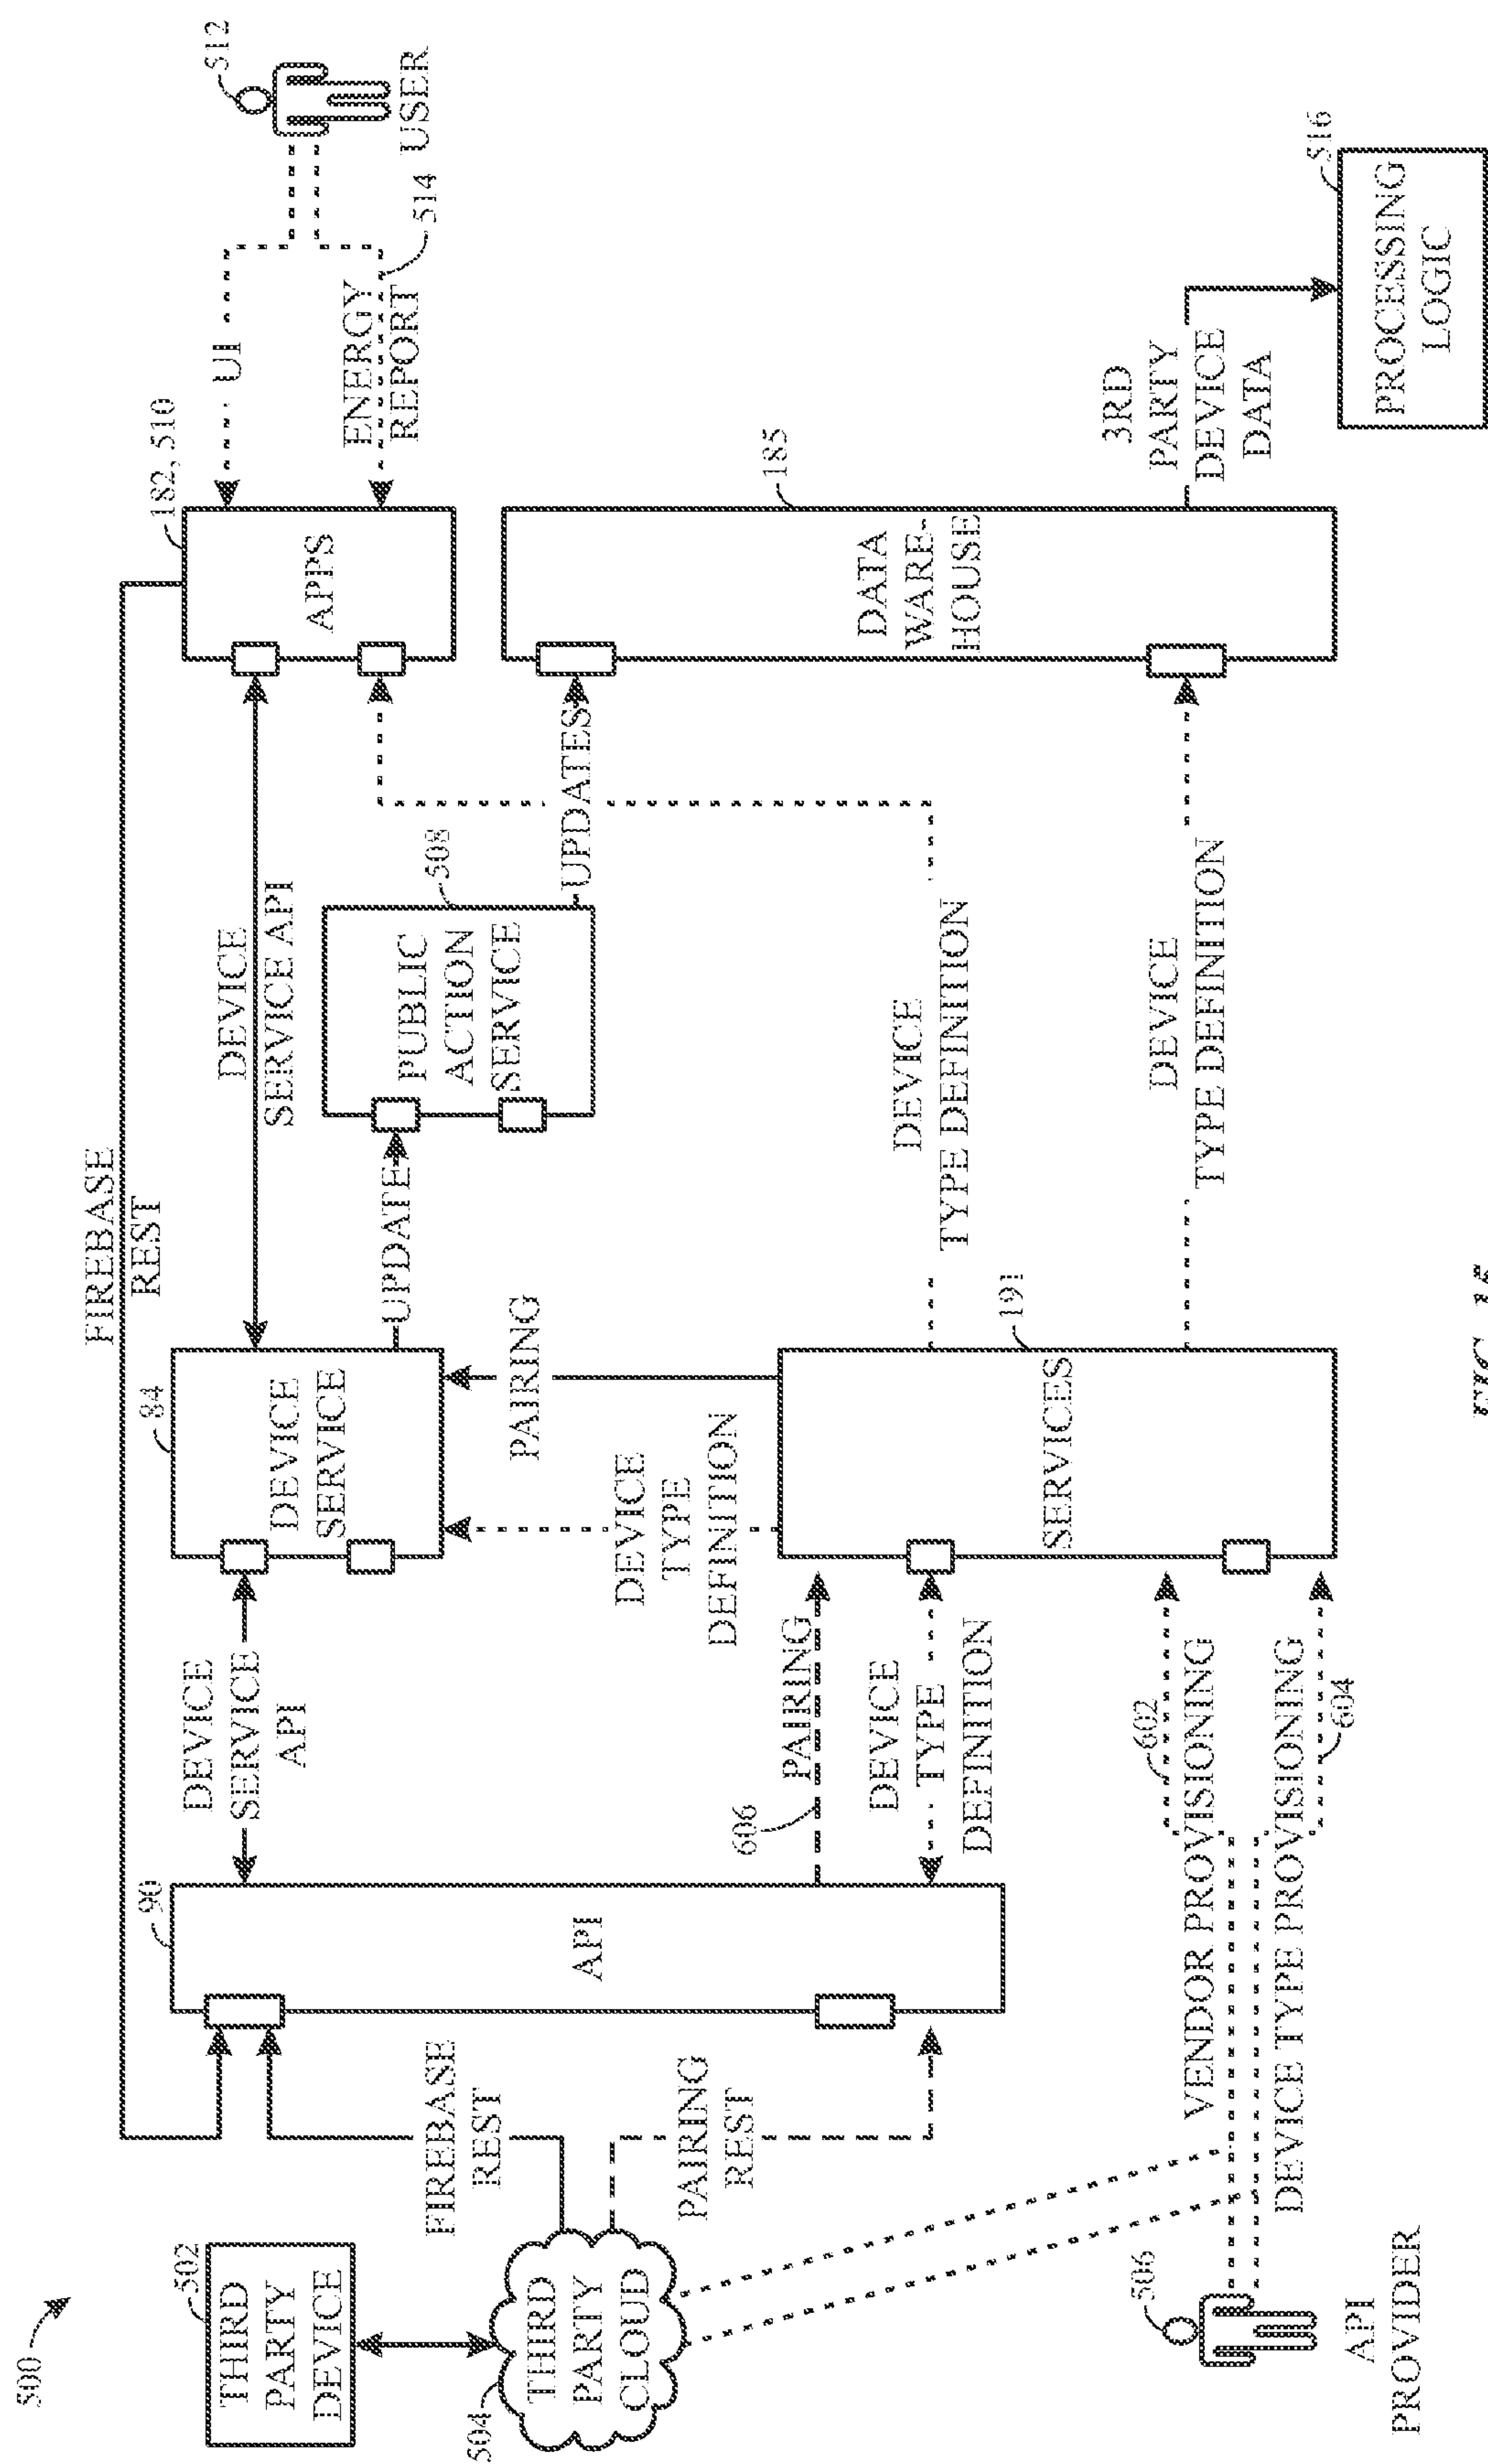 500
FIREBASE
REST
502
THIRD
PARTY
DEVICE
90
84
182, 510
512
DEVICE
SERVICE
API
DEVICE
SERVICE
DEVICE
SERVICE API
APPS
UI
ENERGY
REPORT
514
USER
UPDATE
PUBLIC
ACTION
SERVICE
508
UPDATES
FIREBASE
REST
504
THIRD
PARTY
CLOUD
PAIRING
REST
API
PAIRING
DEVICE
TYPE
DEFINITION
606
PAIRING
DEVICE
TYPE
DEFINITION
SERVICES
191
DEVICE
TYPE DEFINITION
DATA
WARE-
HOUSE
185
DEVICE
TYPE DEFINITION
3RD
PARTY
DEVICE
DATA
516
PROCESSING
LOGIC
602
VENDOR PROVISIONING
DEVICE TYPE PROVISIONING
604
506
API
PROVIDER
FIG. 15